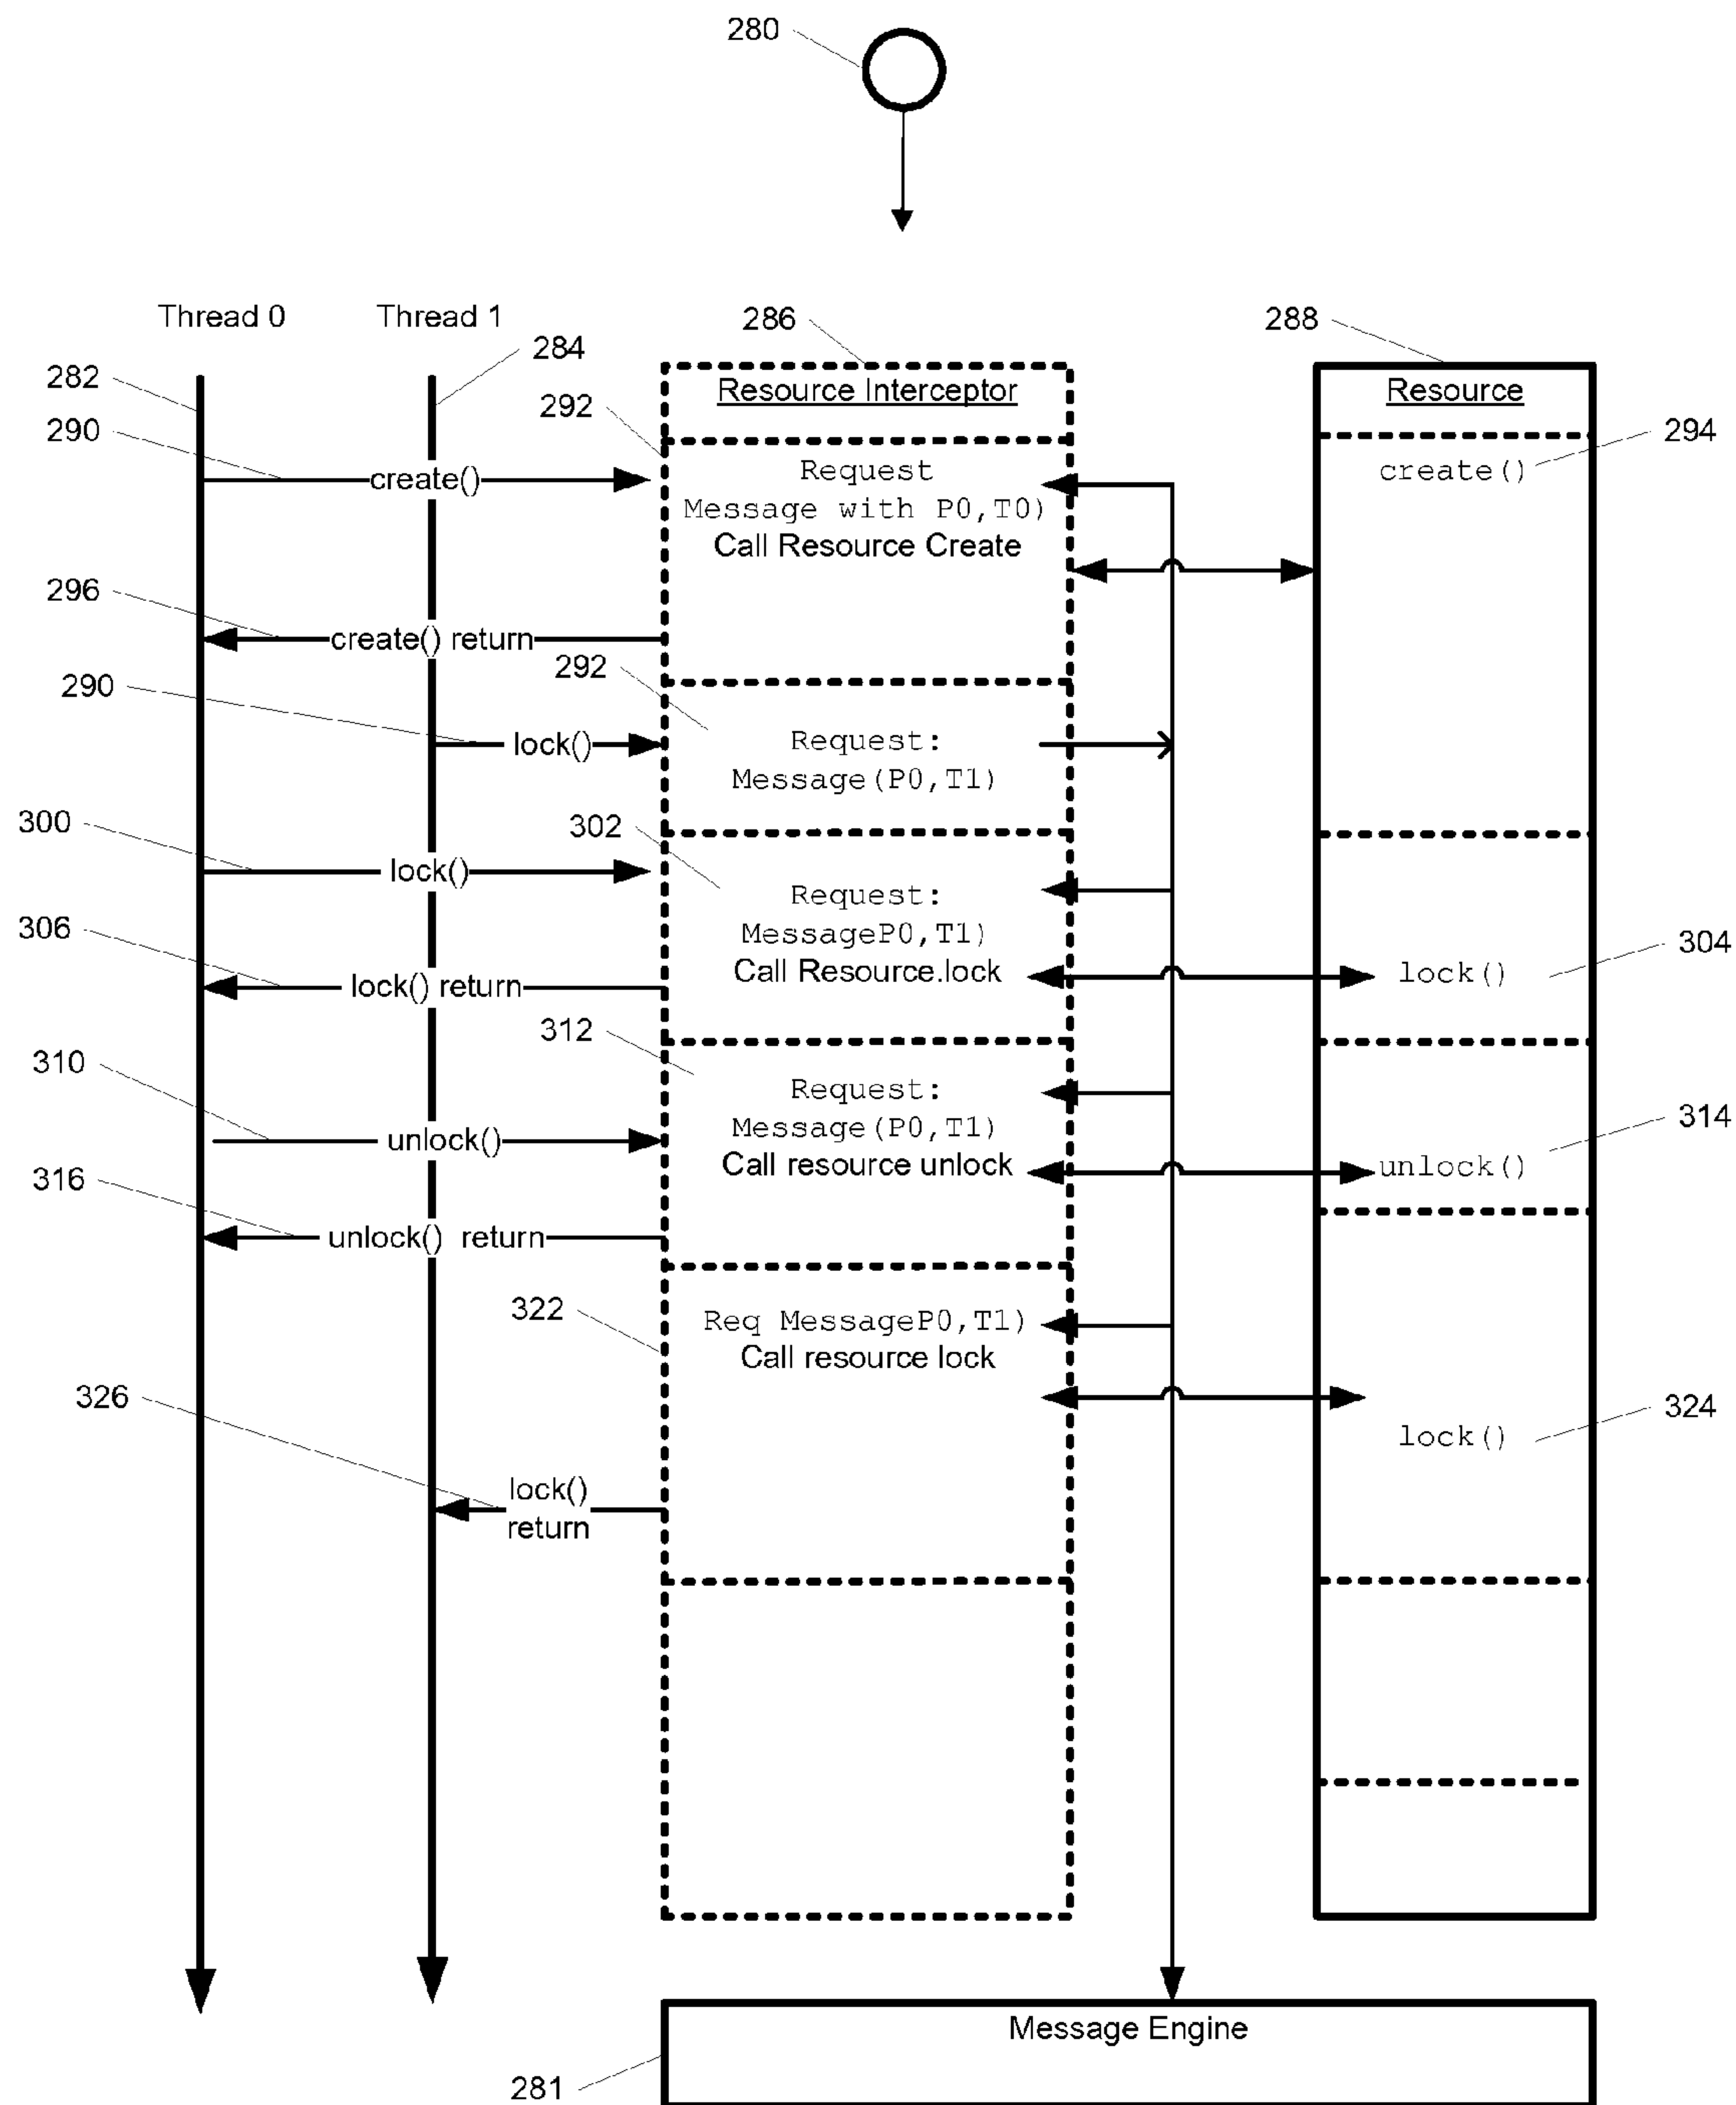 280
Thread 0
Thread 1
286
288
284
282
Resource Interceptor
Resource
292
290
294
Request
create()
create()
Message with P0,T0)
Call Resource Create
296
create() return
292
290
lock()
Request:
Message(P0,T1)
300
302
lock()
Request:
306
MessageP0,T1)
304
Call Resource.lock
lock()
lock() return
312
310
Request:
314
Message(P0,T1)
unlock()
Call resource unlock
unlock()
316
unlock() return
322
Req MessageP0,T1)
Call resource lock
326
324
lock()
lock()
return
Message Engine
281